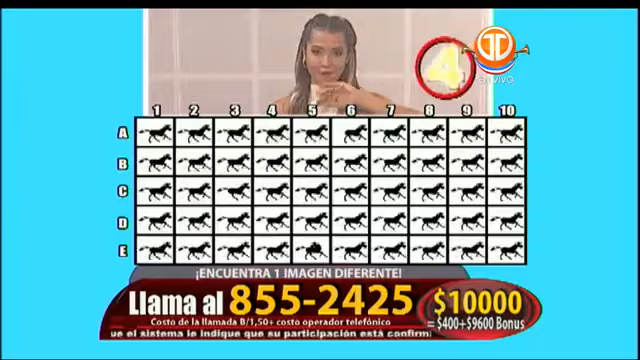 4
EN VIVO
1 2 3 4 5 6 7 8 9 10
A
B
C
D
E
¡ENCUENTRA 1 IMAGEN DIFERENTE!
Llama al 855-2425
$10000
= $400+$9600 Bonus
Costo de la llamada B/1,50+ costo operador telefónico
ue el sistema le indique que su participación está confirm